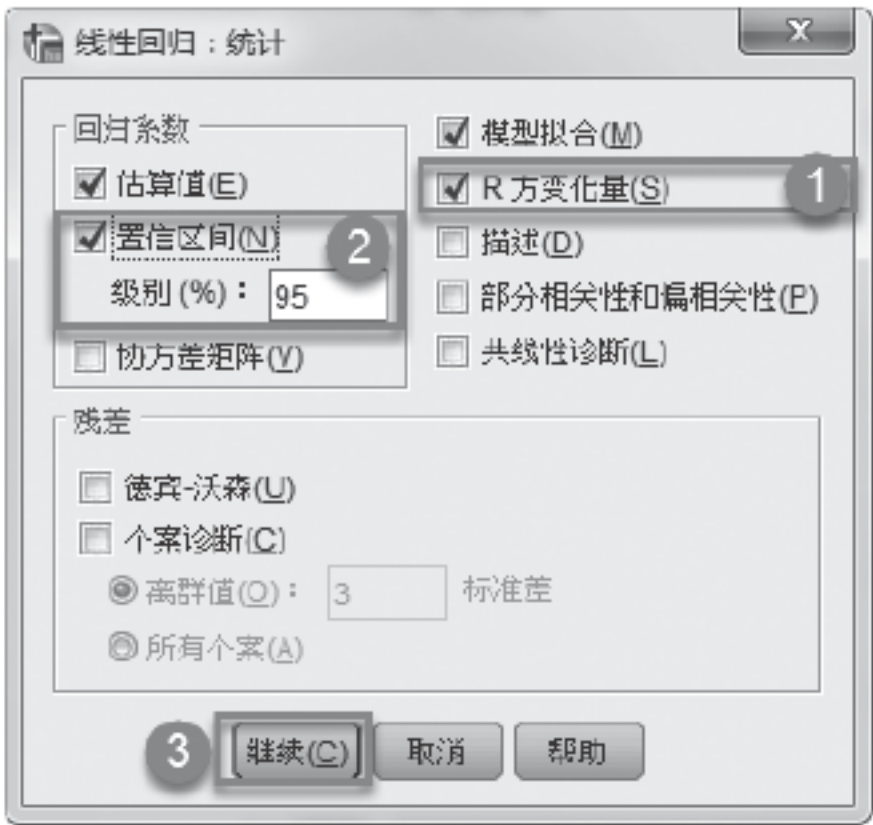 线性回归：统计
x
回归系数
估算值(E)
置信区间(N)
2
级别(%)：
95
协方差矩阵(V)
模型拟合(M)
R 方变化量(S)
1
描述(D)
部分相关性和偏相关性(P)
共线性诊断(L)
残差
德宾-沃森(U)
个案诊断(C)
离群值(O)： 3 标准差
所有个案(A)
3 继续(C) 取消 帮助